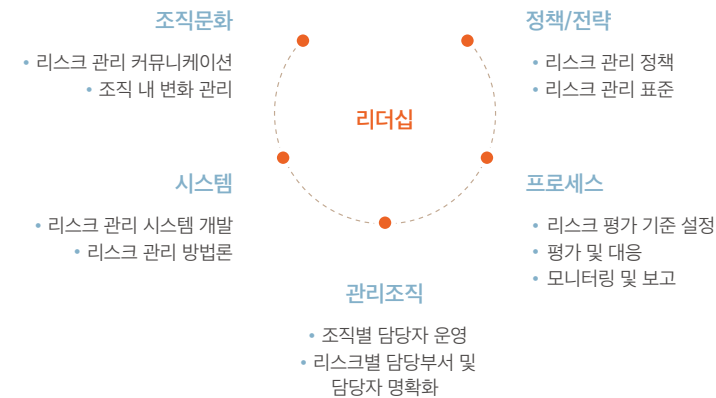 조직문화
• 리스크 관리 커뮤니케이션
• 조직 내 변화 관리
정책/전략
• 리스크 관리 정책
• 리스크 관리 표준
리더십
시스템
• 리스크 관리 시스템 개발
• 리스크 관리 방법론
프로세스
• 리스크 평가 기준 설정
• 평가 및 대응
• 모니터링 및 보고
관리조직
• 조직별 담당자 운영
• 리스크별 담당부서 및
담당자 명확화